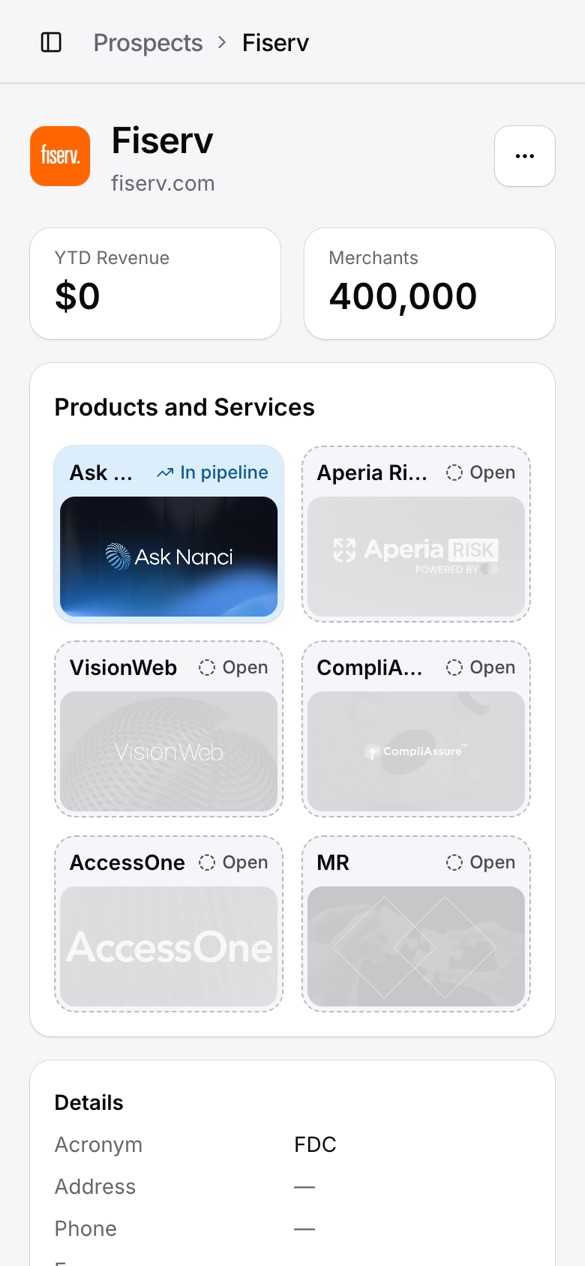 Prospects > Fiserv
fiserv.
Fiserv
fiserv.com
YTD Revenue
$0
Merchants
400,000
Products and Services
Ask ... In pipeline
Ask Nanci
Aperia Ri... Open
Aperia RISK
POWERED BY
VisionWeb Open
VisionWeb
CompliA... Open
CompliAssure™
AccessOne Open
AccessOne
MR Open
Details
Acronym FDC
Address —
Phone —